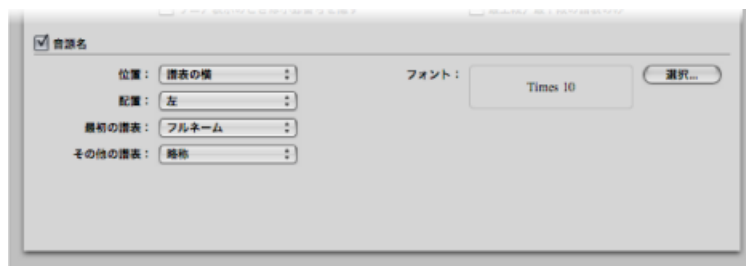 音源名
位置： 譜表の横
フォント：
Times 10
選択...
配置： 左
最初の譜表： フルネーム
その他の譜表： 略称